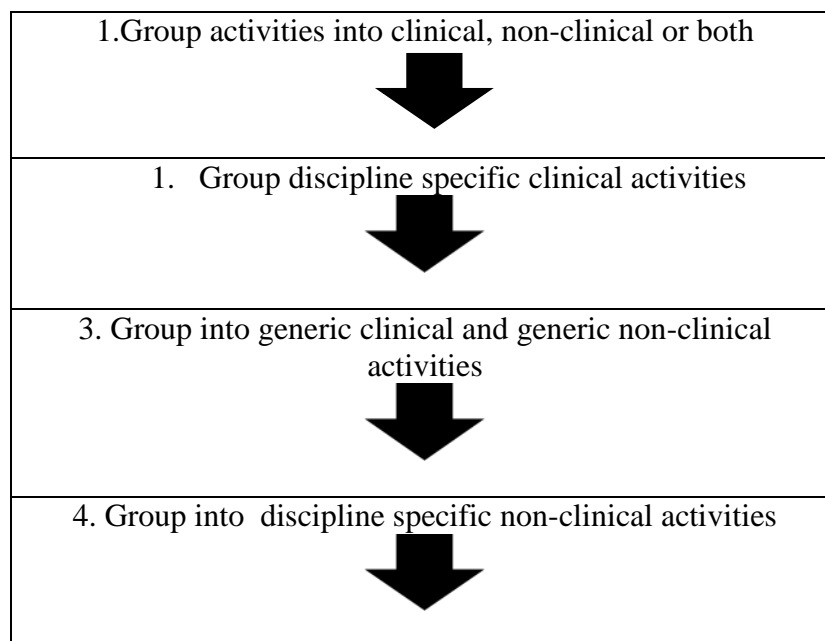 1.Group activities into clinical, non-clinical or both
1. Group discipline specific clinical activities
3. Group into generic clinical and generic non-clinical
activities
4. Group into discipline specific non-clinical activities